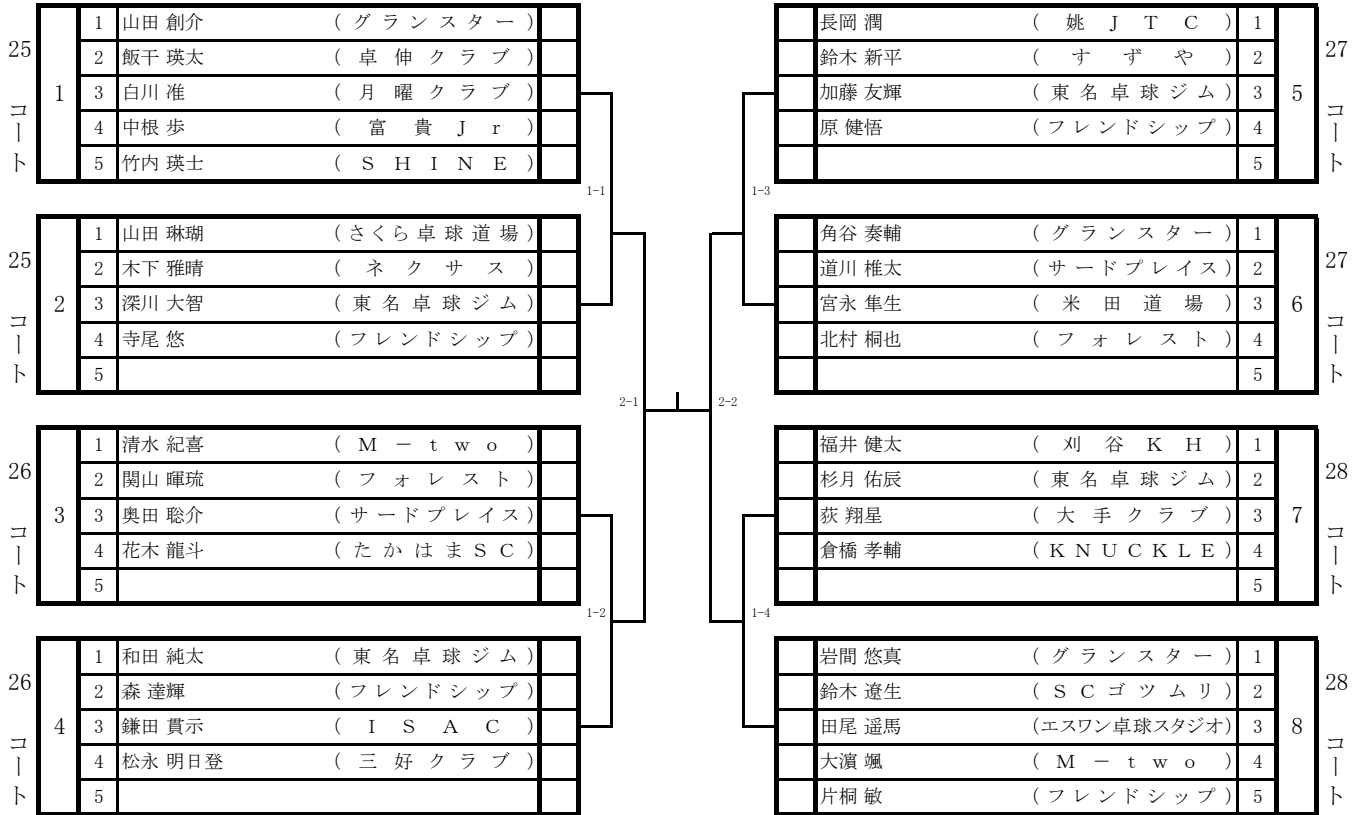 25コート
1
1 山田 創介 (グランスター)
2 飯干 瑛太 (卓伸クラブ)
3 白川 准 (月曜クラブ)
4 中根 歩 (富貴Jr)
5 竹内 瑛士 (SHINE)
25コート
2
1 山田 琳瑚 (さくら卓球道場)
2 木下 雅晴 (ネクサス)
3 深川 大智 (東名卓球ジム)
4 寺尾 悠 (フレンドシップ)
5
26コート
3
1 清水 紀喜 (M－two)
2 関山 暉琉 (フォレスト)
3 奥田 聡介 (サードプレイス)
4 花木 龍斗 (たかはまSC)
5
26コート
4
1 和田 純太 (東名卓球ジム)
2 森 達輝 (フレンドシップ)
3 鎌田 貫示 (ISAC)
4 松永 明日登 (三好クラブ)
5
1-1
1-2
2-1
2-2
1-3
1-4
長岡 潤 (姚JTC) 1
鈴木 新平 (すずや) 2
加藤 友輝 (東名卓球ジム) 3
原 健悟 (フレンドシップ) 4
5
5
27コート
角谷 奏輔 (グランスター) 1
道川 椎太 (サードプレイス) 2
宮永 隼生 (米田道場) 3
北村 桐也 (フォレスト) 4
5
6
27コート
福井 健太 (刈谷KH) 1
杉月 佑辰 (東名卓球ジム) 2
荻 翔星 (大手クラブ) 3
倉橋 孝輔 (KNUCKLE) 4
5
7
28コート
岩間 悠真 (グランスター) 1
鈴木 遼生 (SCゴツムリ) 2
田尾 遥馬 (エスワン卓球スタジオ) 3
大濵 颯 (M－two) 4
片桐 敏 (フレンドシップ) 5
8
28コート